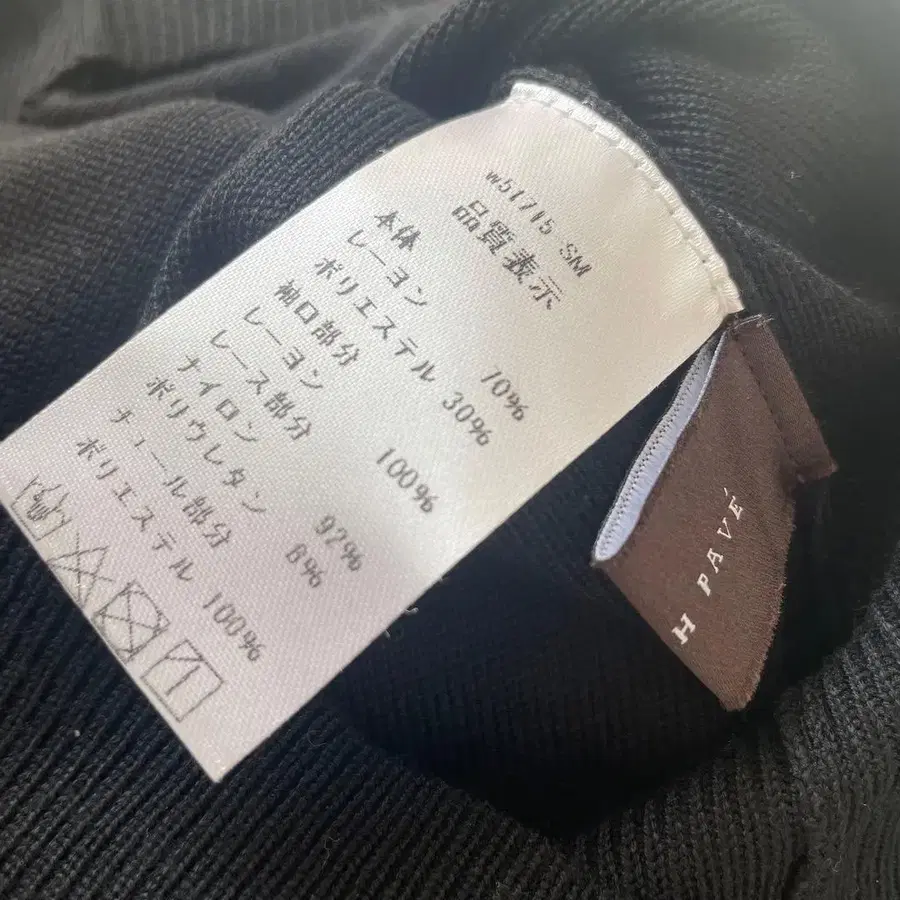 w51715 SM
品質表示
本体
レーヨン 70%
ポリエステル 30%
袖口部分
レーヨン 100%
レース部分
ナイロン 92%
ポリウレタン 8%
チュール部分
ポリエステル 100%
H PAVÉ